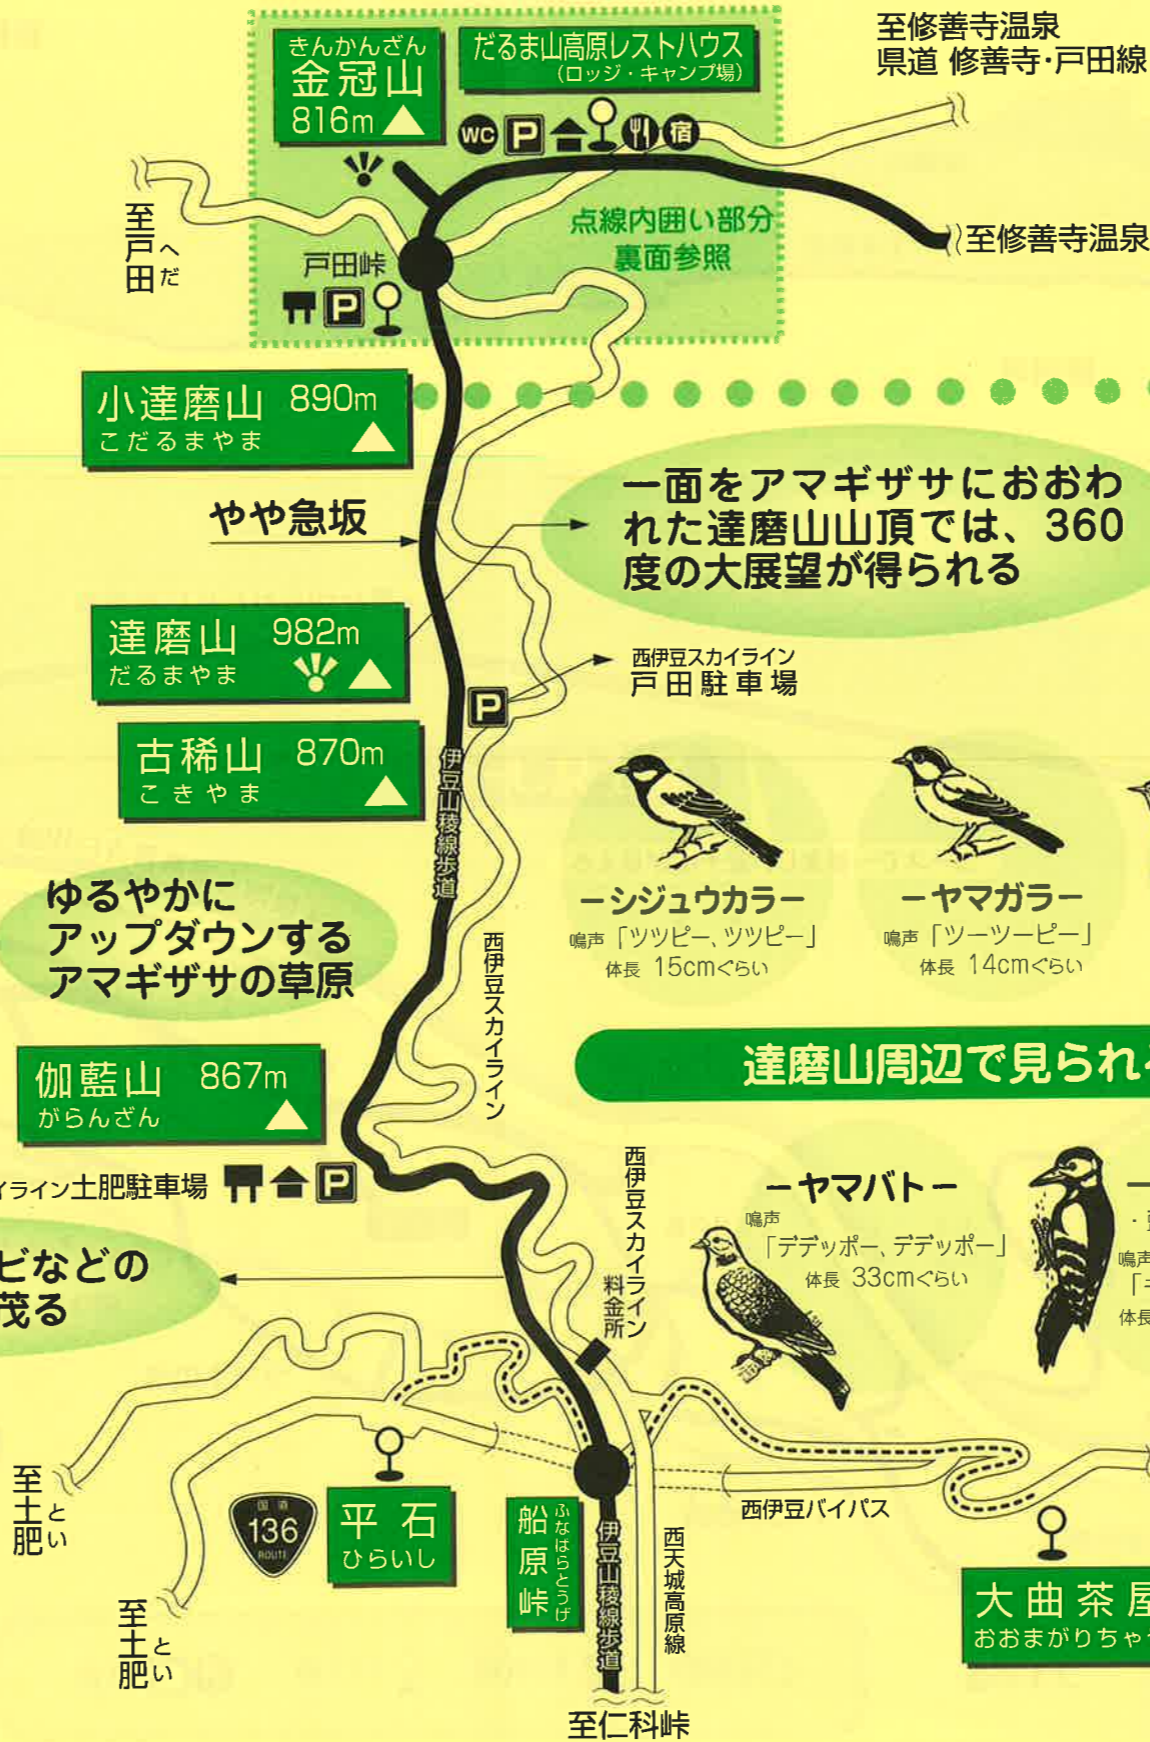 至修善寺温泉
県道 修善寺・戸田線
きんかんざん
金冠山
816m
だるま山高原レストハウス
(ロッジ・キャンプ場)
WC P 宿
至戸田
へだ
点線内囲い部分
裏面参照
至修善寺温泉
戸田峠
P
小達磨山 890m
こだるまやま
やや急坂
一面をアマギザサにおおわ
れた達磨山山頂では、360
度の大展望が得られる
達磨山 982m
だるまやま
西伊豆スカイライン
戸田駐車場
P
古稀山 870m
こきやま
伊豆山稜線歩道
ーシジュウカラー
鳴声「ツツピー、ツツピー」
体長 15cmぐらい
ーヤマガラー
鳴声「ツーツーピー」
体長 14cmぐらい
ゆるやかに
アップダウンする
アマギザサの草原
西伊豆スカイライン
達磨山周辺で見られ
伽藍山 867m
がらんざん
イライン土肥駐車場 P
西伊豆スカイライン
料金所
ーヤマバトー
鳴声
「デデッポー、デデッポー」
体長 33cmぐらい
鳴声
「
体長
ビなどの
茂る
至土肥
とい
国道
136
ROUTE
平石
ひらいし
船原峠
ふなはらとうげ
西伊豆バイパス
伊豆山稜線歩道
西天城高原線
大曲茶屋
おおまがりちゃ
至土肥
とい
至仁科峠